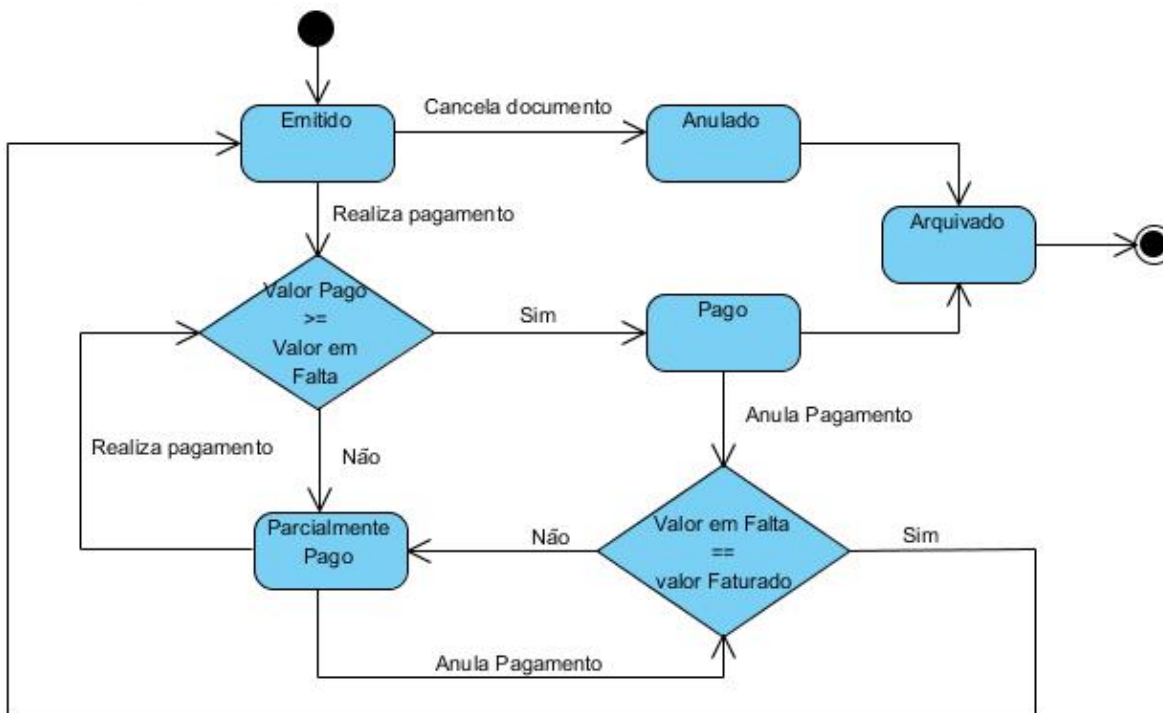 Cancela documento
Emitido
Anulado
Realiza pagamento
Arquivado
Valor Pago
>=
Valor em
Falta
Sim
Pago
Anula Pagamento
Realiza pagamento
Não
Parcialmente
Pago
Não
Valor em Falta
==
valor Faturado
Sim
Anula Pagamento